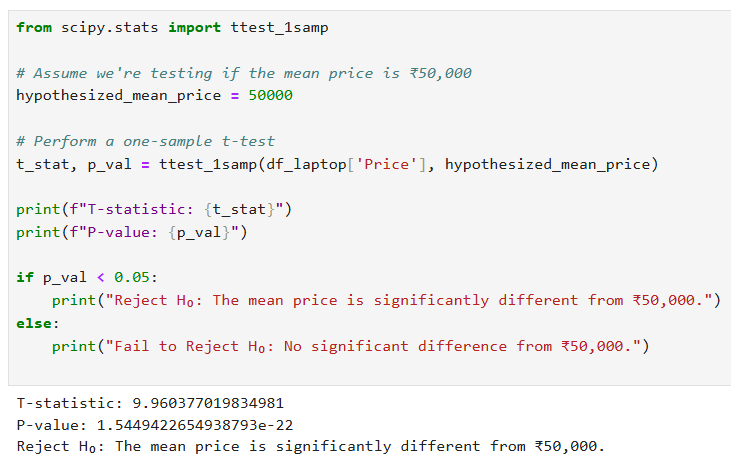 from scipy.stats import ttest_1samp
# Assume we're testing if the mean price is ₹50,000
hypothesized_mean_price = 50000
# Perform a one-sample t-test
t_stat, p_val = ttest_1samp(df_laptop['Price'], hypothesized_mean_price)
print(f"T-statistic: {t_stat}")
print(f"P-value: {p_val}")
if p_val < 0.05:
    print("Reject H₀: The mean price is significantly different from ₹50,000.")
else:
    print("Fail to Reject H₀: No significant difference from ₹50,000.")
T-statistic: 9.960377019834981
P-value: 1.5449422654938793e-22
Reject H₀: The mean price is significantly different from ₹50,000.